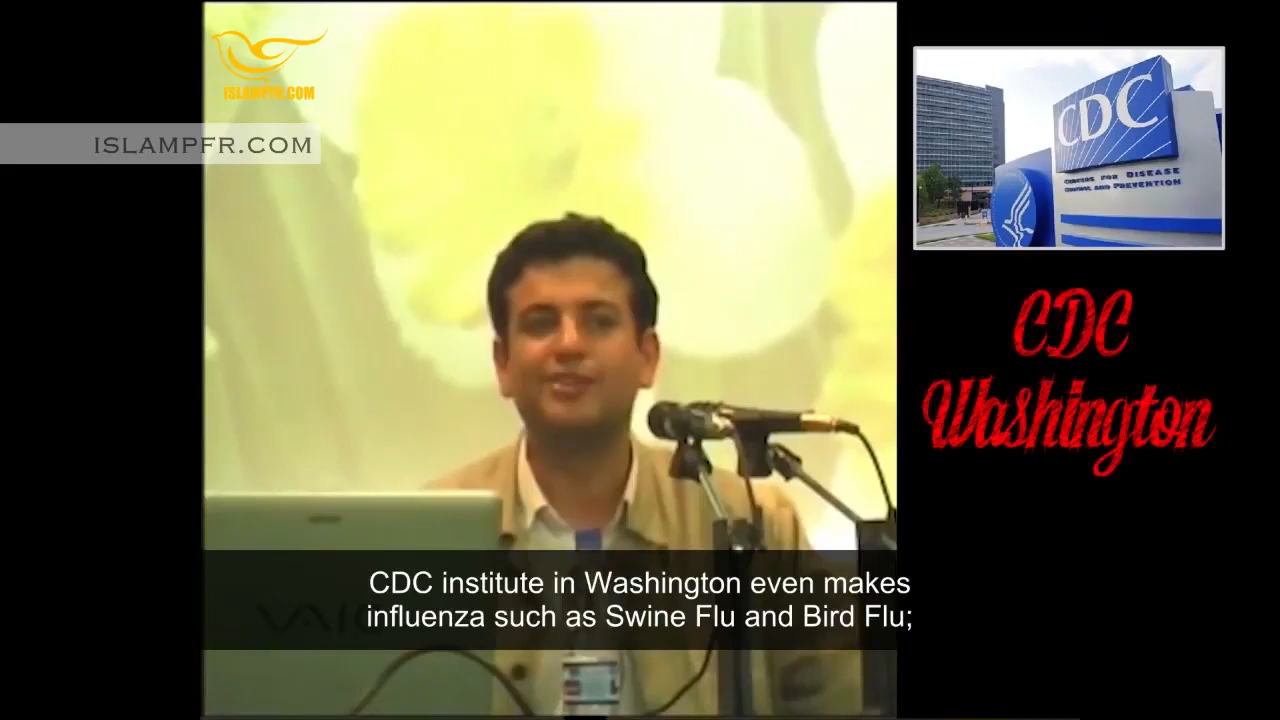 ISLAMPFR.COM
ISLAMPFR.COM
CDC
CENTERS FOR DISEASE
CONTROL AND PREVENTION
CDC
Washington
VAIO
CDC institute in Washington even makes
influenza such as Swine Flu and Bird Flu;